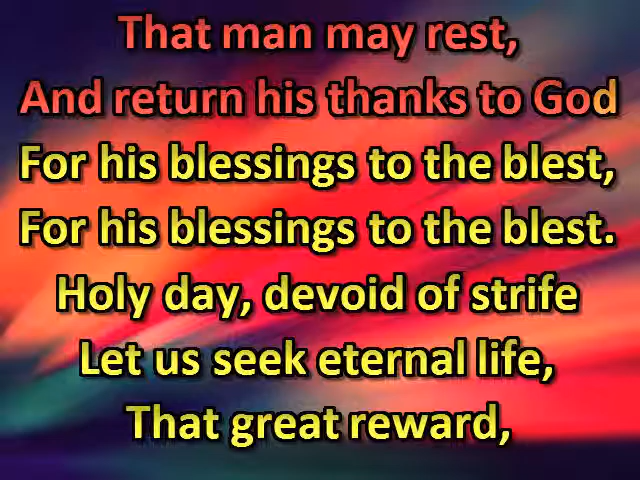 That man may rest,
And return his thanks to God
For his blessings to the blest,
For his blessings to the blest.
Holy day, devoid of strife
Let us seek eternal life,
That great reward,